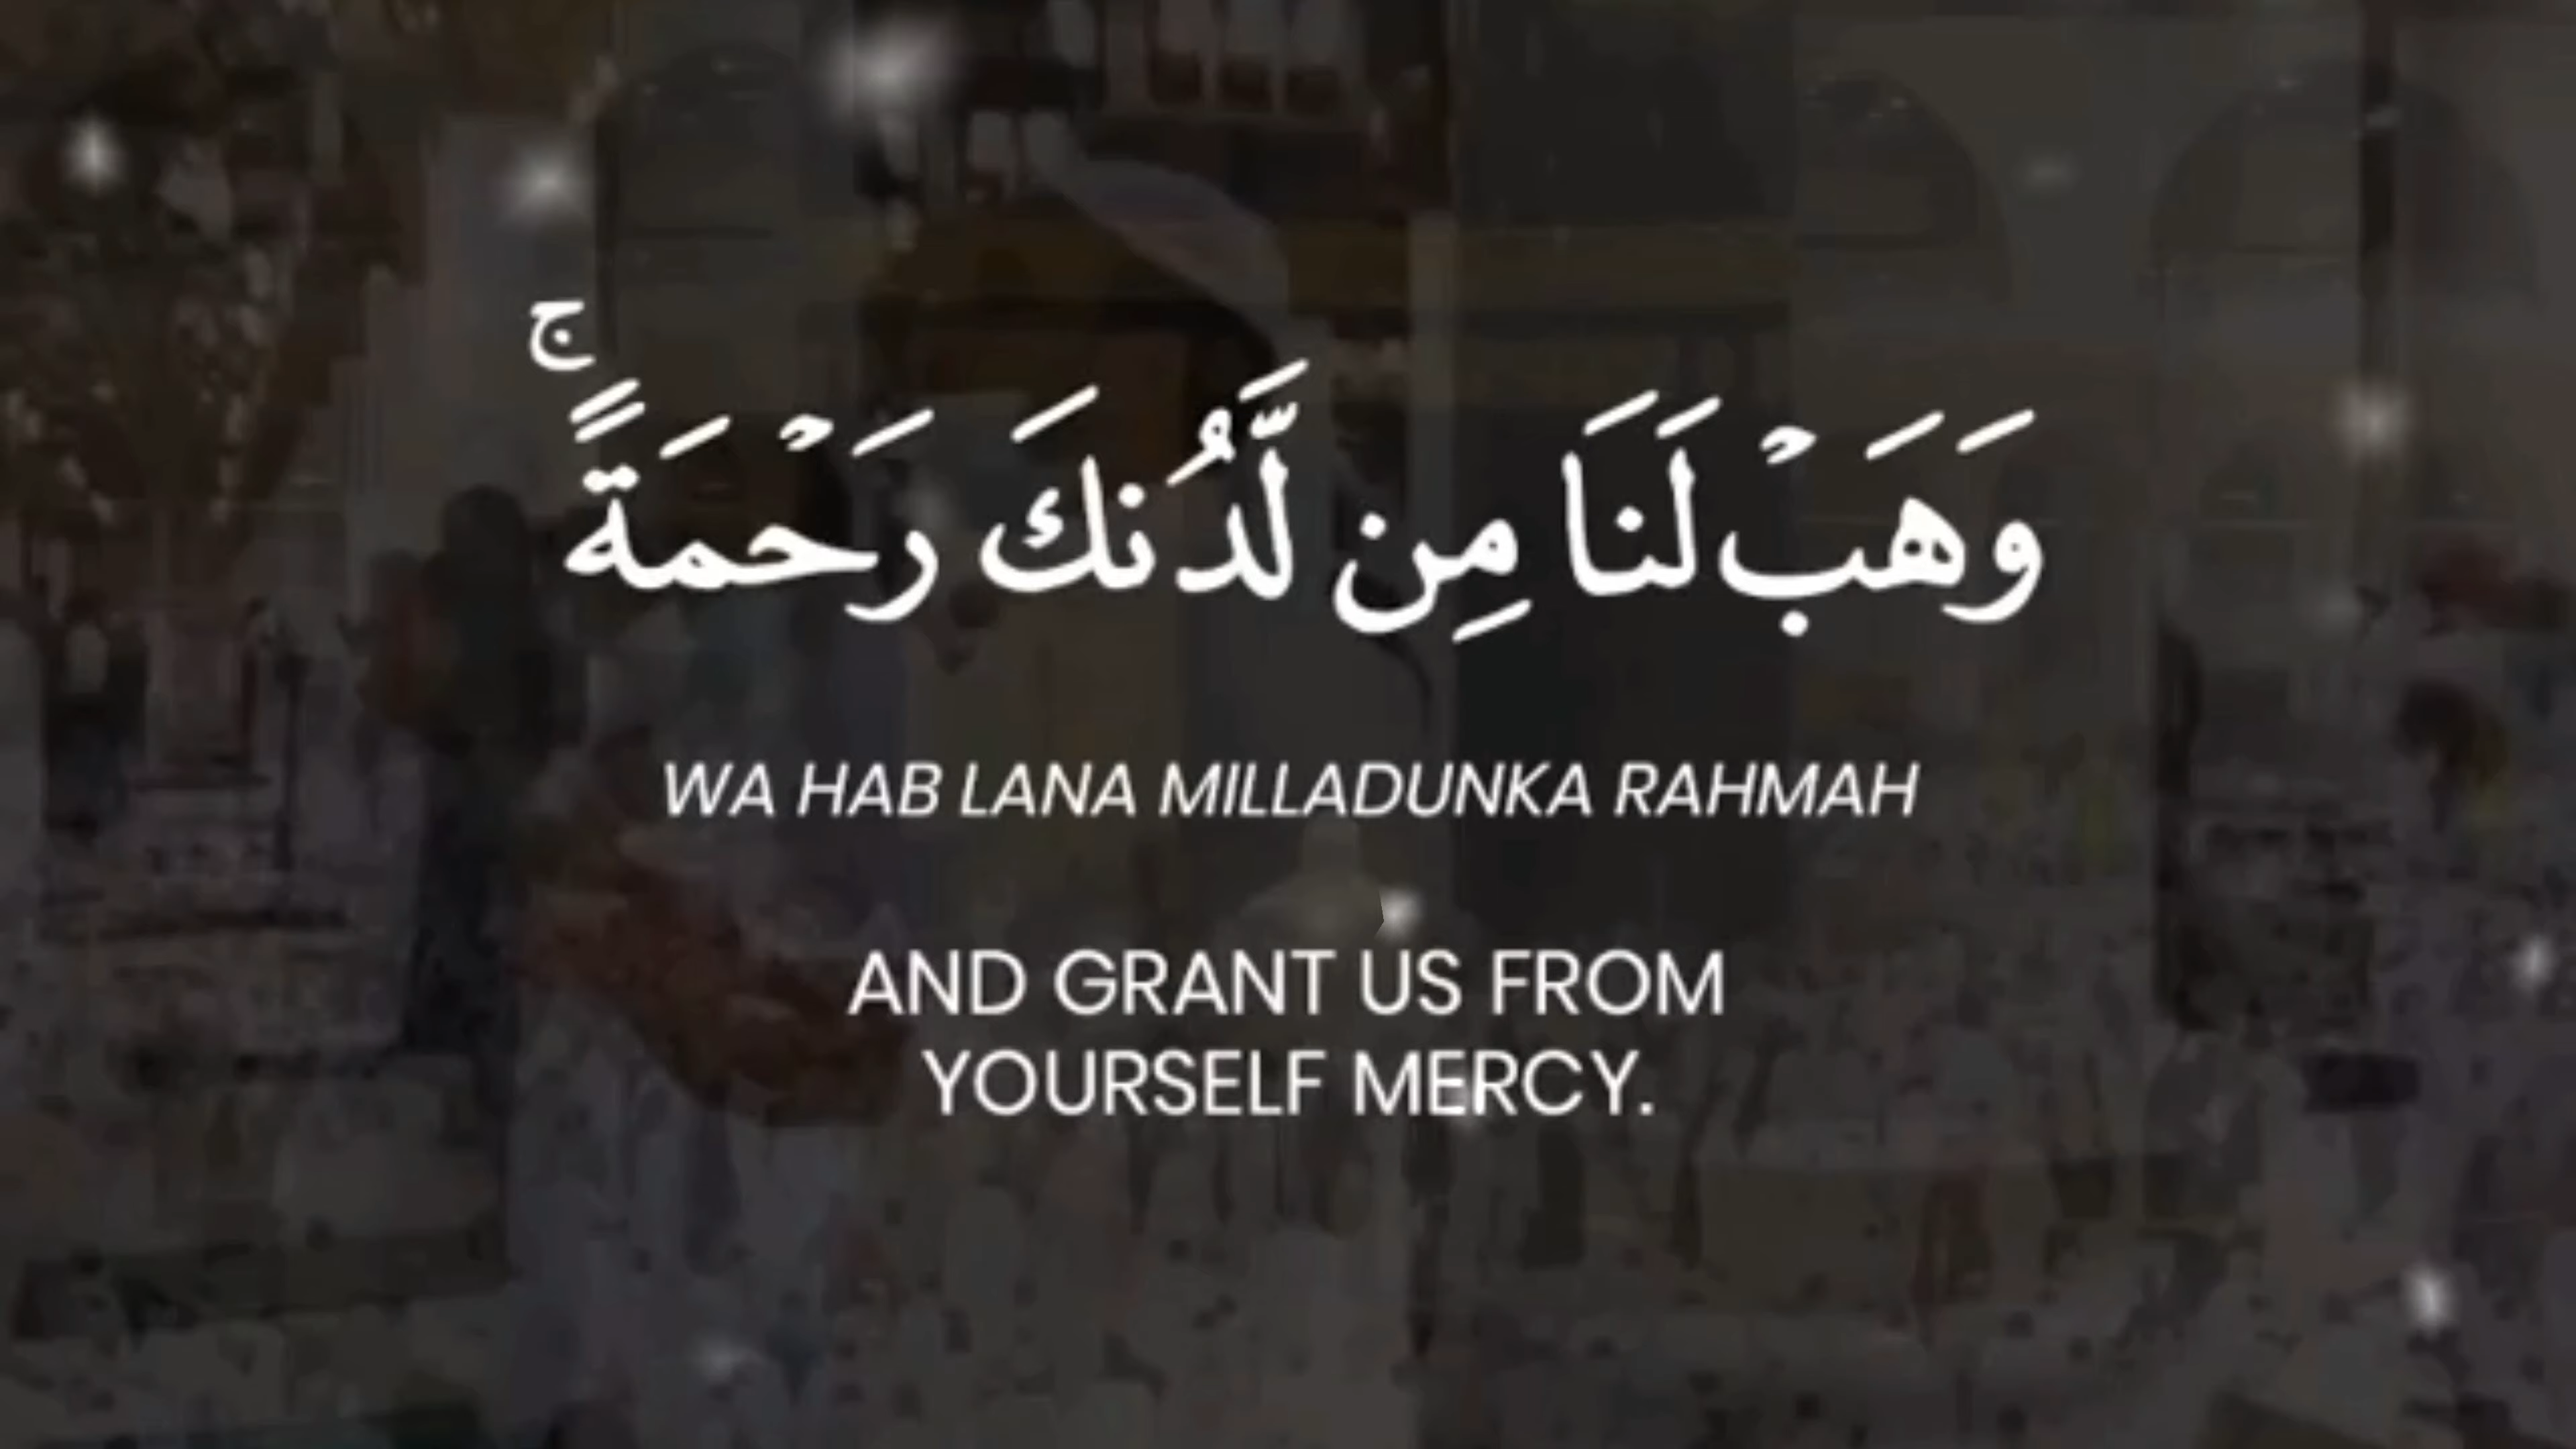 وَهَبْ لَنَا مِن لَّدُنكَ رَحْمَةً ۚ
WA HAB LANA MILLADUNKA RAHMAH
AND GRANT US FROM
YOURSELF MERCY.